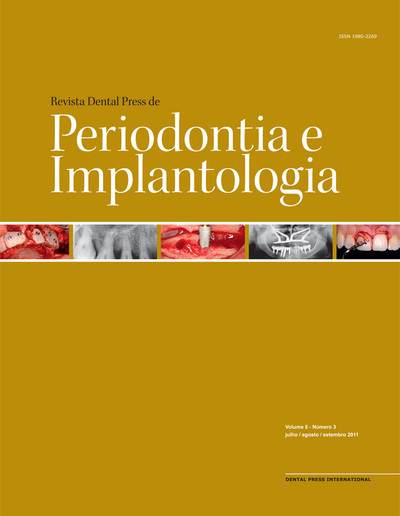 ISSN 1980-2269
Revista Dental Press de
Periodontia e
Implantologia
Volume 5 - Número 3
julho / agosto / setembro 2011
DENTAL PRESS INTERNATIONAL